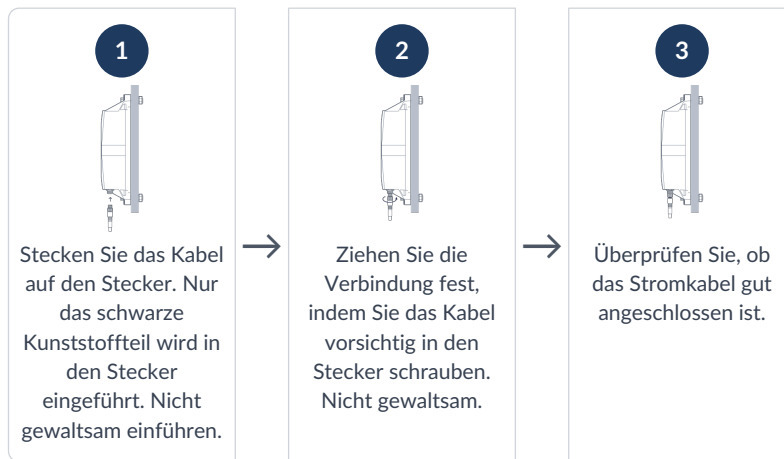 1
Stecken Sie das Kabel
auf den Stecker. Nur
das schwarze
Kunststoffteil wird in
den Stecker
eingeführt. Nicht
gewaltsam einführen.
2
Ziehen Sie die
Verbindung fest,
indem Sie das Kabel
vorsichtig in den
Stecker schrauben.
Nicht gewaltsam.
3
Überprüfen Sie, ob
das Stromkabel gut
angeschlossen ist.